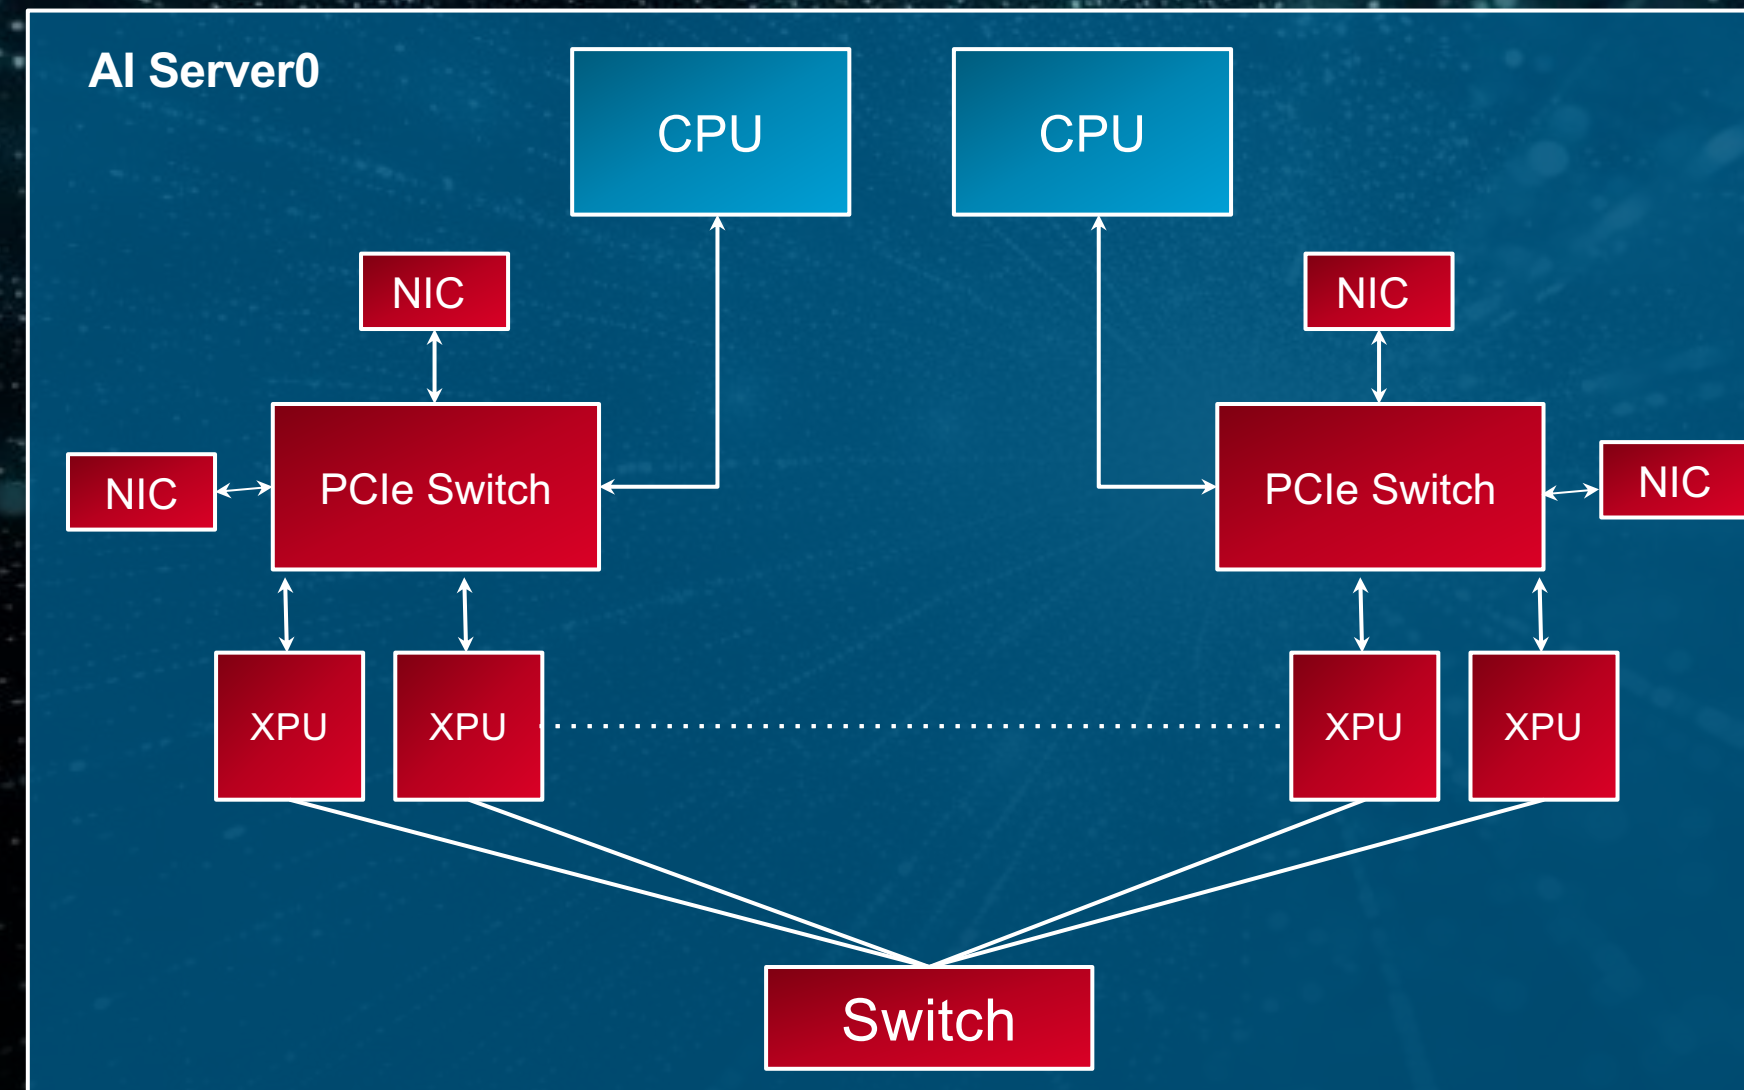 AI Server0
CPU
CPU
NIC
NIC
NIC
PCIe Switch
PCIe Switch
NIC
XPU
XPU
XPU
XPU
Switch